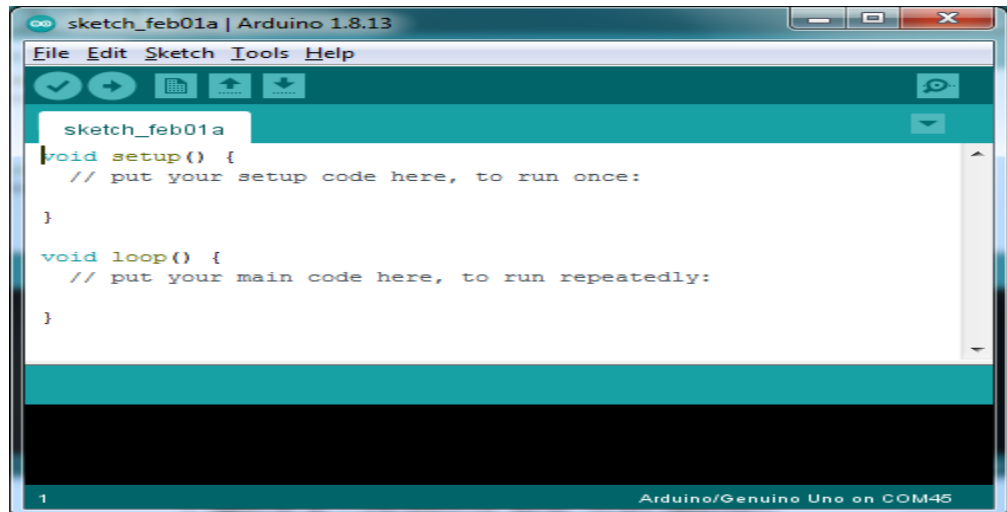 sketch_feb01a | Arduino 1.8.13
File Edit Sketch Tools Help
sketch_feb01a
void setup() {
  // put your setup code here, to run once:
}
void loop() {
  // put your main code here, to run repeatedly:
}
1 Arduino/Genuino Uno on COM45